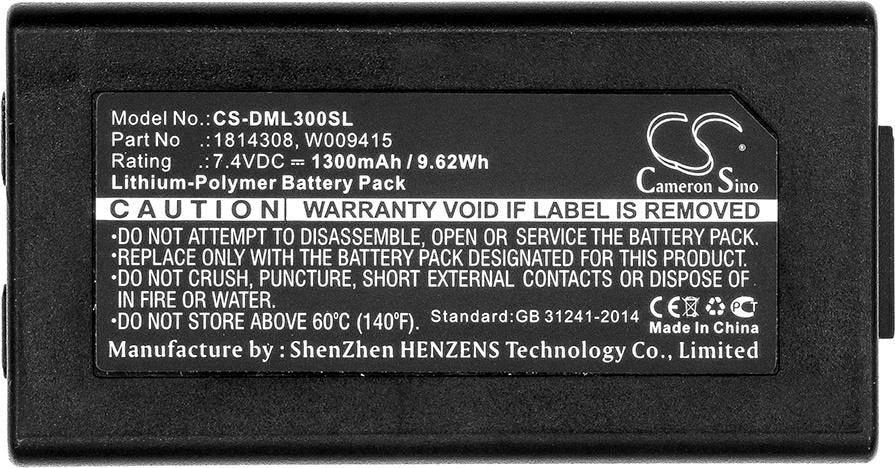 Model No.:CS-DML300SL
Part No .:1814308, W009415
Rating .:7.4VDC ⎓ 1300mAh / 9.62Wh
Lithium-Polymer Battery Pack
CS
Cameron Sino
CAUTION WARRANTY VOID IF LABEL IS REMOVED
•DO NOT ATTEMPT TO DISASSEMBLE, OPEN OR SERVICE THE BATTERY PACK.
•REPLACE ONLY WITH THE BATTERY PACK DESIGNATED FOR THIS PRODUCT.
•DO NOT CRUSH, PUNCTURE, SHORT EXTERNAL CONTACTS OR DISPOSE OF
IN FIRE OR WATER.
•DO NOT STORE ABOVE 60°C (140°F). Standard:GB 31241-2014
CE PCT
Made In China
Manufacture by : ShenZhen HENZENS Technology Co., Limited